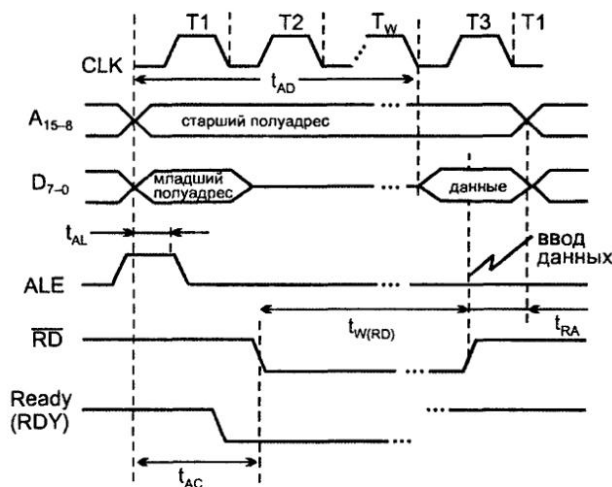 T1 T2 Tw T3 T1
CLK
tAD
A15–8
старший полуадрес
D7–0
младший
полуадрес
данные
tAL
ввод
данных
ALE
tW(RD)
tRA
RD
Ready
(RDY)
tAC